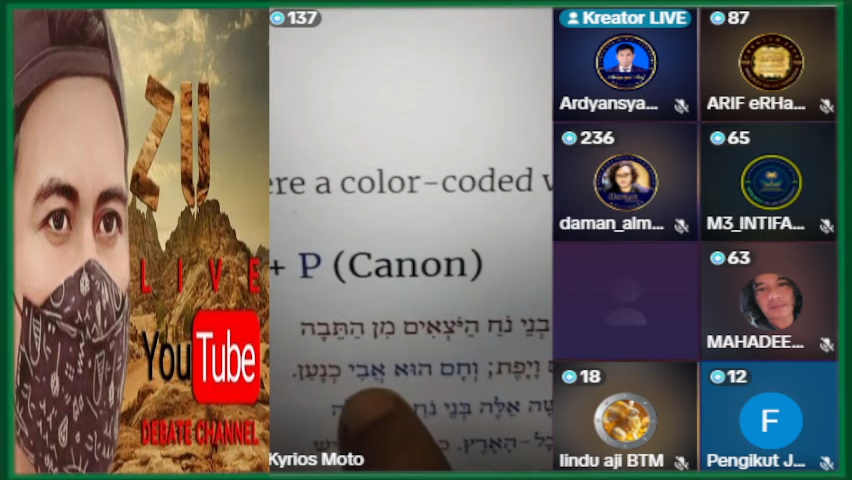 ZU
LIVE
YouTube
DEBATE CHANNEL
137
ere a color-coded v
+ P (Canon)
בְּנֵי נֹחַ הַיֹּצְאִים מִן הַתֵּבָה
וָיָפֶת; וְחָם הוּא אֲבִי כְנָעַן.
אֵלֶּה בְּנֵי נֹחַ
כָל-הָאָרֶץ.
Kyrios Moto
Kreator LIVE
Ardyansya...
87
ARIF eRHa...
236
daman_alm...
65
M3_INTIFA...
63
MAHADEE...
18
lindu aji BTM
12
F
Pengikut J...